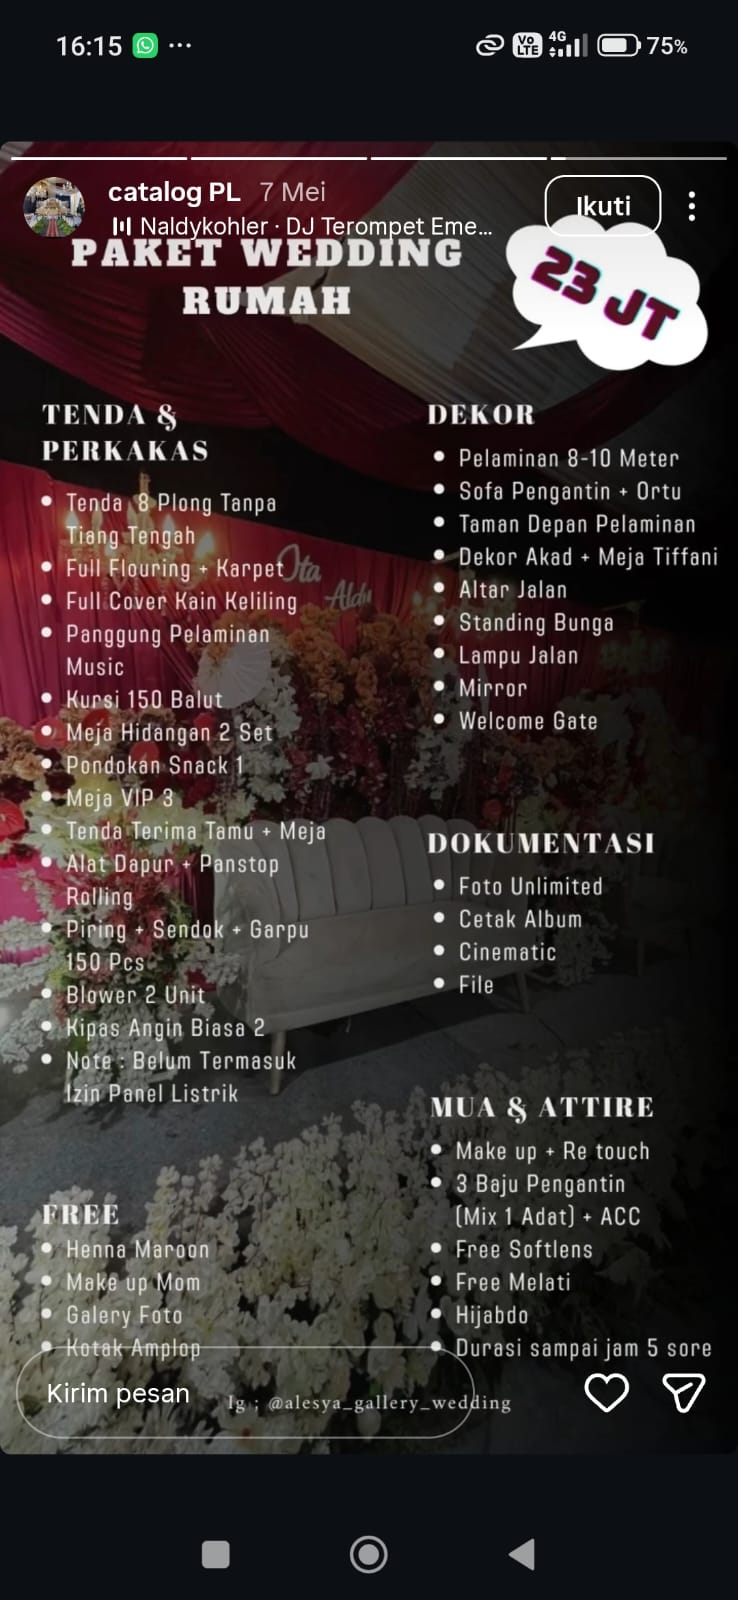 16:15
4G
Vo
LTE
75%
catalog PL 7 Mei
Naldykohler · DJ Terompet Eme...
Ikuti
PAKET WEDDING
RUMAH
23 JT
TENDA &
PERKAKAS
Tenda 8 Plong Tanpa
Tiang Tengah
Full Flouring + Karpet
Full Cover Kain Keliling
Panggung Pelaminan
Music
Kursi 150 Balut
Meja Hidangan 2 Set
Pondokan Snack 1
Meja VIP 3
Tenda Terima Tamu + Meja
Alat Dapur + Panstop
Rolling
Piring + Sendok + Garpu
150 Pcs
Blower 2 Unit
Kipas Angin Biasa 2
Note : Belum Termasuk
Izin Panel Listrik
FREE
Henna Maroon
Make up Mom
Galery Foto
Kotak Amplop
DEKOR
Pelaminan 8-10 Meter
Sofa Pengantin + Ortu
Taman Depan Pelaminan
Dekor Akad + Meja Tiffani
Altar Jalan
Standing Bunga
Lampu Jalan
Mirror
Welcome Gate
Ita
Aldy
DOKUMENTASI
Foto Unlimited
Cetak Album
Cinematic
File
MUA & ATTIRE
Make up + Re touch
3 Baju Pengantin
(Mix 1 Adat) + ACC
Free Softlens
Free Melati
Hijabdo
Durasi sampai jam 5 sore
Kirim pesan
Ig ; @alesya_gallery_wedding